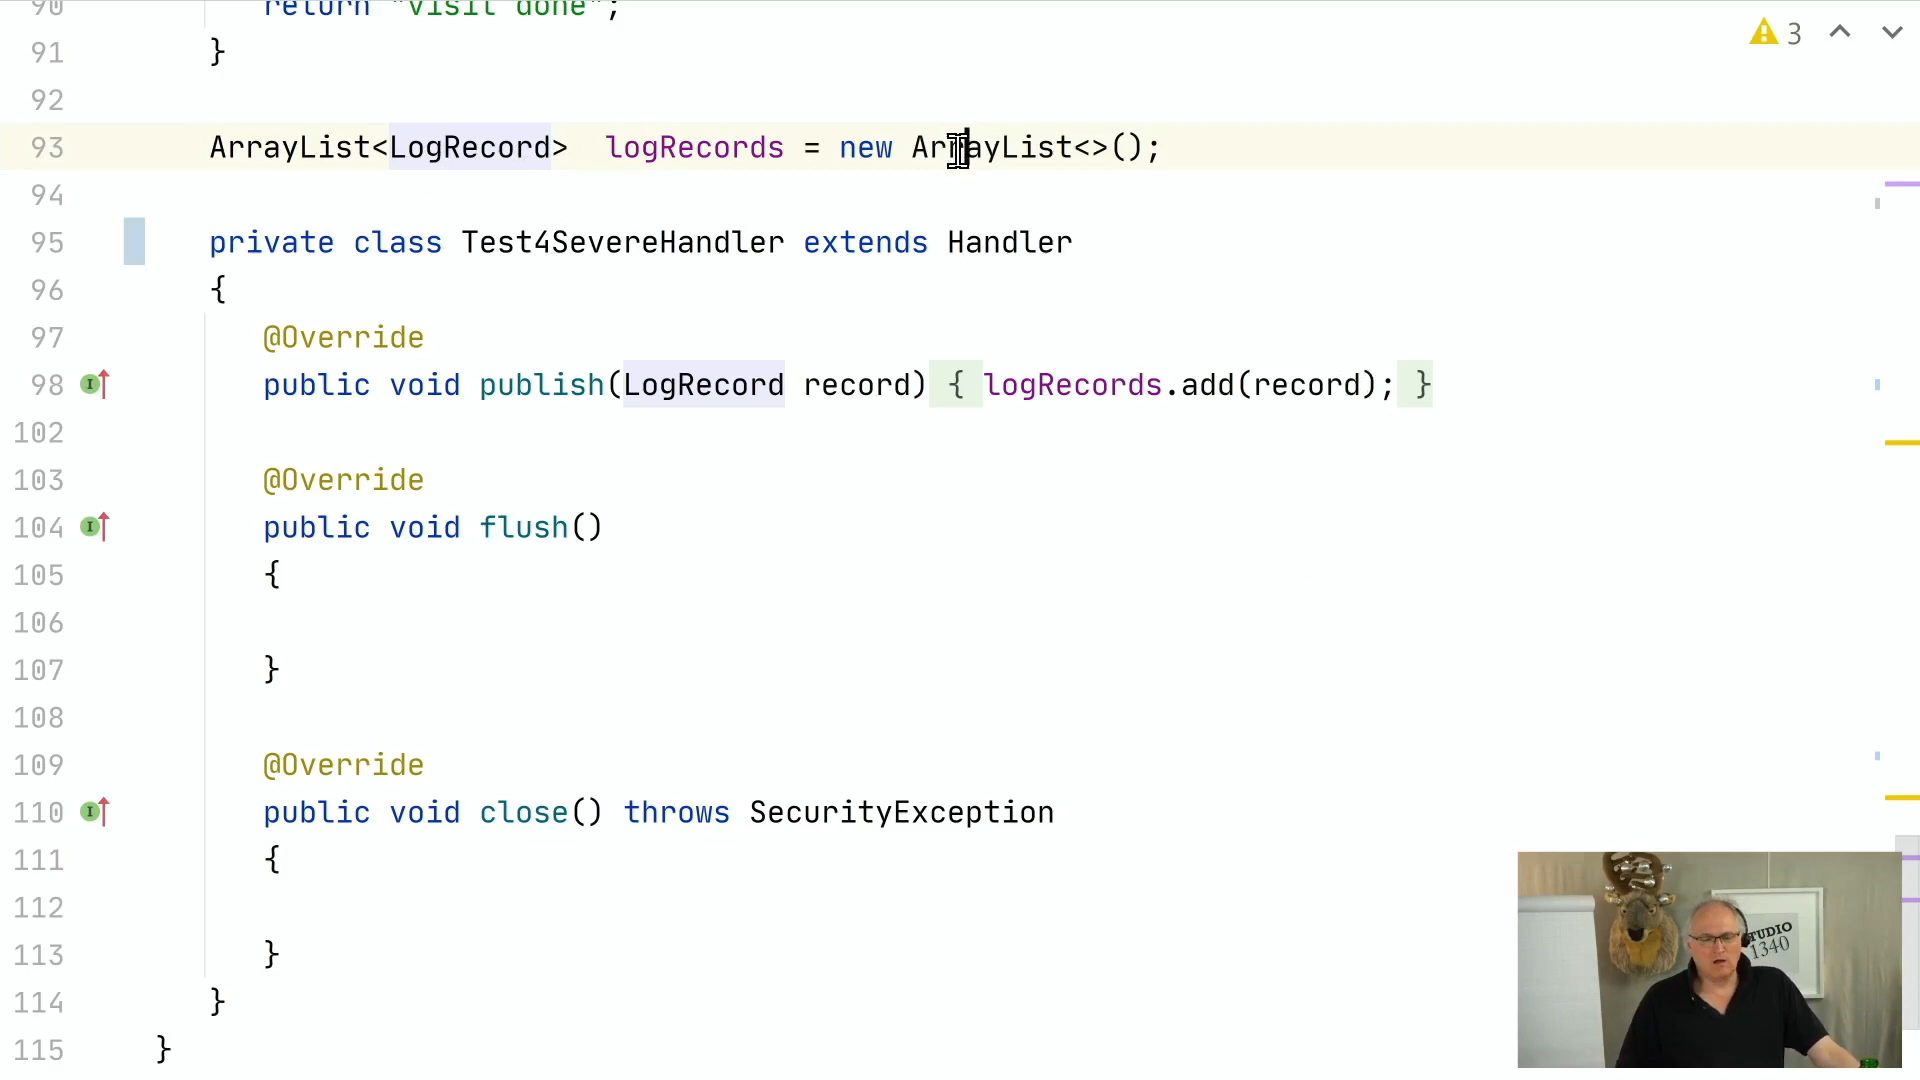 90 return "visit done";
91 }
92
93 ArrayList<LogRecord>  logRecords = new ArrayList<>();
94
95 private class Test4SevereHandler extends Handler
96 {
97 @Override
98 public void publish(LogRecord record) { logRecords.add(record); }
102
103 @Override
104 public void flush()
105 {
106
107 }
108
109 @Override
110 public void close() throws SecurityException
111 {
112
113 }
114 }
115 }
3
TUDIO
1340